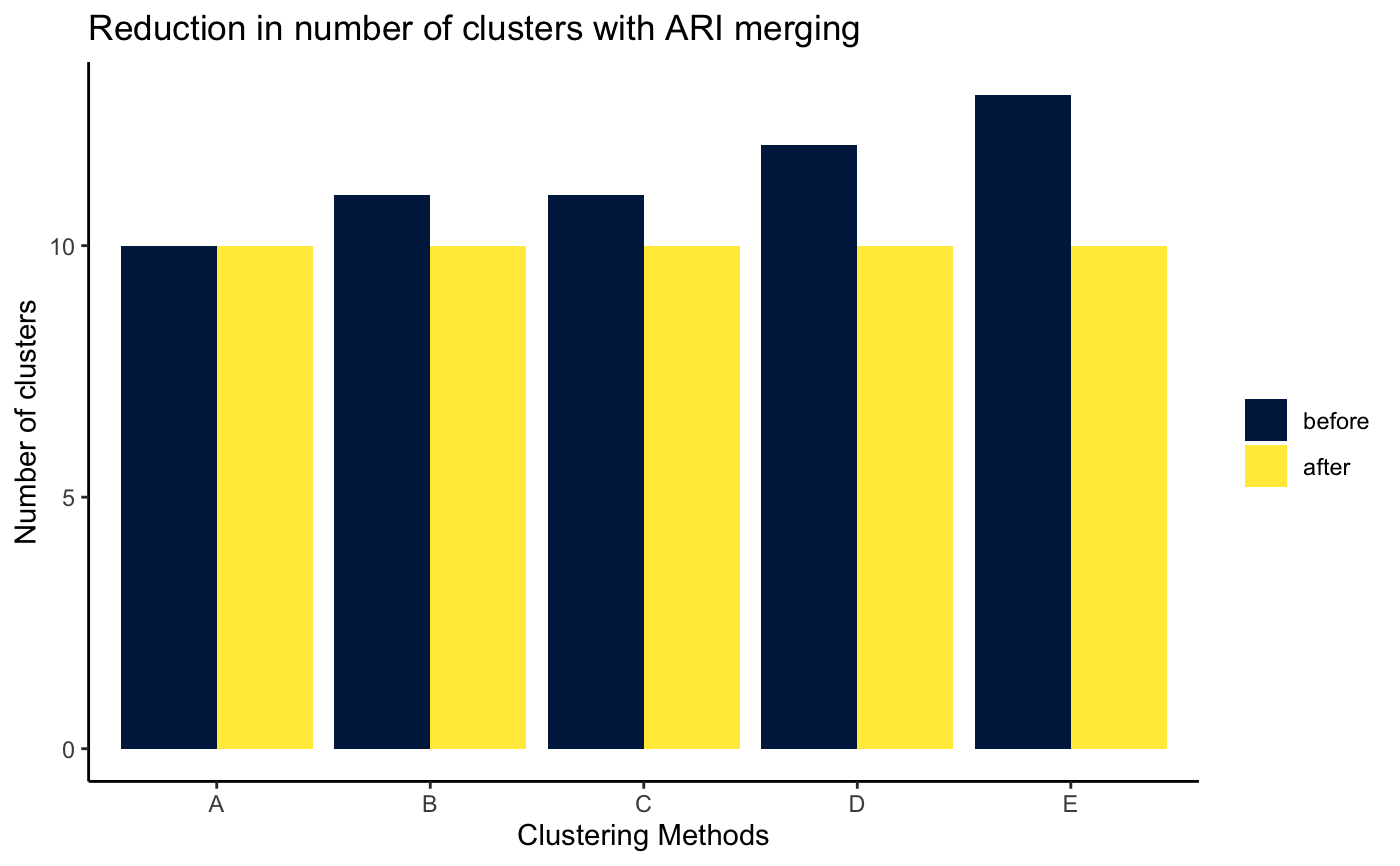 Reduction in number of clusters with ARI merging
Number of clusters
10
5
0
A
B
C
D
E
Clustering Methods
before
after